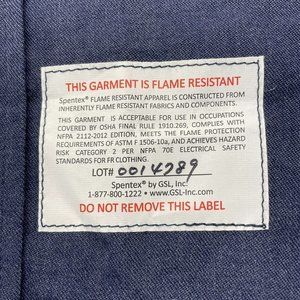 THIS GARMENT IS FLAME RESISTANT
Spentex® FLAME RESISTANT APPAREL IS CONSTRUCTED FROM
INHERENTLY FLAME RESISTANT FABRICS AND COMPONENTS.
THIS GARMENT IS ACCEPTABLE FOR USE IN OCCUPATIONS
COVERED BY OSHA FINAL RULE 1910.269, COMPLIES WITH
NFPA 2112-2012 EDITION, MEETS THE FLAME PROTECTION
REQUIREMENTS OF ASTM F 1506-10a, AND ACHIEVES HAZARD
RISK CATEGORY 2 PER NFPA 70E ELECTRICAL SAFETY
STANDARDS FOR FR CLOTHING.
LOT# 0014789
Spentex® by GSL, Inc.
1-877-800-1222 • www.GSL-Inc.com
DO NOT REMOVE THIS LABEL